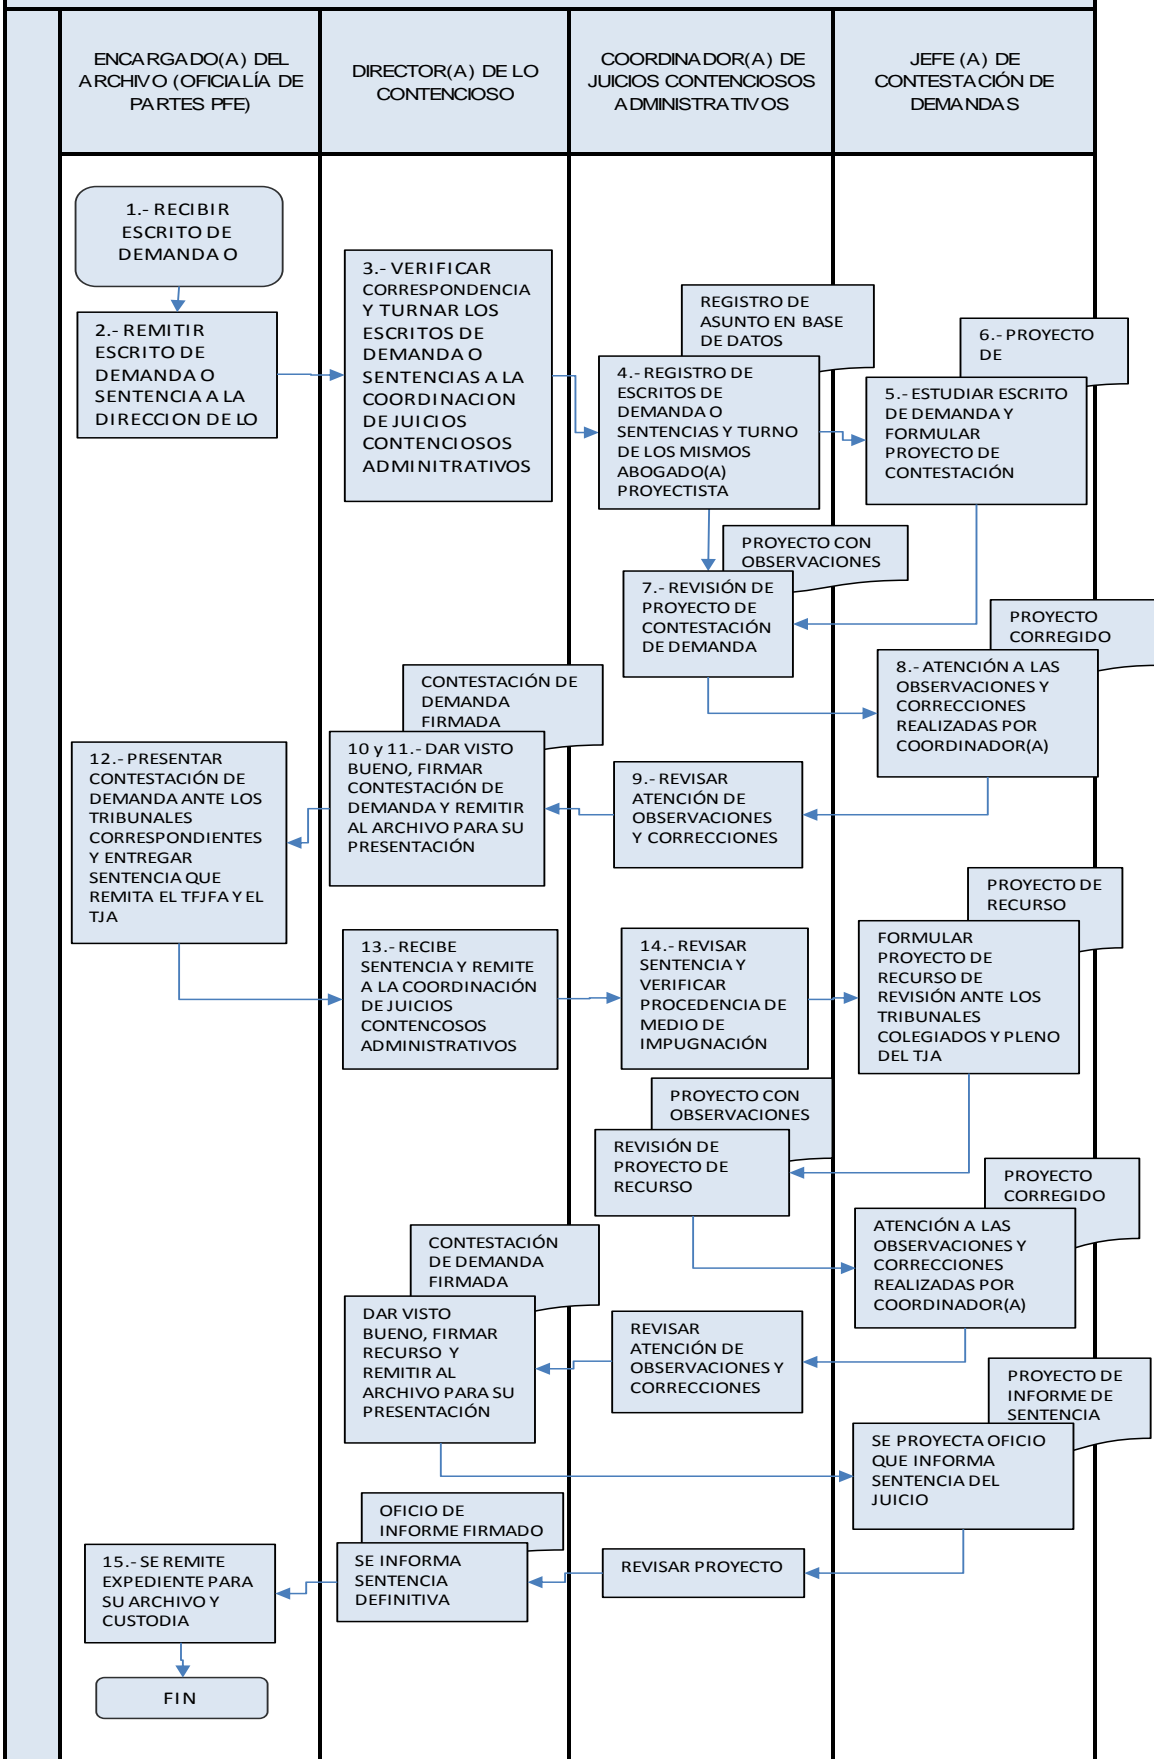 ENCARGADO(A) DEL
ARCHIVO (OFICIALÍA DE
PARTES PFE)
DIRECTOR(A) DE LO
CONTENCIOSO
COORDINADOR(A) DE
JUICIOS CONTENCIOSOS
ADMINISTRATIVOS
JEFE (A) DE
CONTESTACIÓN DE
DEMANDAS
1.- RECIBIR
ESCRITO DE
DEMANDA O
2.- REMITIR
ESCRITO DE
DEMANDA O
SENTENCIA A LA
DIRECCION DE LO
3.- VERIFICAR
CORRESPONDENCIA
Y TURNAR LOS
ESCRITOS DE
DEMANDA O
SENTENCIAS A LA
COORDINACION
DE JUICIOS
CONTENCIOSOS
ADMINITRATIVOS
REGISTRO DE
ASUNTO EN BASE
DE DATOS
4.- REGISTRO DE
ESCRITOS DE
DEMANDA O
SENTENCIAS Y TURNO
DE LOS MISMOS
ABOGADO(A)
PROYECTISTA
6.- PROYECTO
DE
5.- ESTUDIAR ESCRITO
DE DEMANDA Y
FORMULAR
PROYECTO DE
CONTESTACIÓN
PROYECTO CON
OBSERVACIONES
7.- REVISIÓN DE
PROYECTO DE
CONTESTACIÓN
DE DEMANDA
PROYECTO
CORREGIDO
8.- ATENCIÓN A LAS
OBSERVACIONES Y
CORRECCIONES
REALIZADAS POR
COORDINADOR(A)
9.- REVISAR
ATENCIÓN DE
OBSERVACIONES
Y CORRECCIONES
CONTESTACIÓN DE
DEMANDA
FIRMADA
10 y 11.- DAR VISTO
BUENO, FIRMAR
CONTESTACIÓN DE
DEMANDA Y REMITIR
AL ARCHIVO PARA SU
PRESENTACIÓN
12.- PRESENTAR
CONTESTACIÓN DE
DEMANDA ANTE LOS
TRIBUNALES
CORRESPONDIENTES
Y ENTREGAR
SENTENCIA QUE
REMITA EL TFJFA Y EL
TJA
13.- RECIBE
SENTENCIA Y REMITE
A LA COORDINACIÓN
DE JUICIOS
CONTENCOSOS
ADMINISTRATIVOS
14.- REVISAR
SENTENCIA Y
VERIFICAR
PROCEDENCIA DE
MEDIO DE
IMPUGNACIÓN
PROYECTO DE
RECURSO
FORMULAR
PROYECTO DE
RECURSO DE
REVISIÓN ANTE LOS
TRIBUNALES
COLEGIADOS Y PLENO
DEL TJA
PROYECTO CON
OBSERVACIONES
REVISIÓN DE
PROYECTO DE
RECURSO
PROYECTO
CORREGIDO
ATENCIÓN A LAS
OBSERVACIONES Y
CORRECCIONES
REALIZADAS POR
COORDINADOR(A)
REVISAR
ATENCIÓN DE
OBSERVACIONES Y
CORRECCIONES
CONTESTACIÓN
DE DEMANDA
FIRMADA
DAR VISTO
BUENO, FIRMAR
RECURSO Y
REMITIR AL
ARCHIVO PARA SU
PRESENTACIÓN
PROYECTO DE
INFORME DE
SENTENCIA
SE PROYECTA OFICIO
QUE INFORMA
SENTENCIA DEL
JUICIO
REVISAR PROYECTO
OFICIO DE
INFORME FIRMADO
SE INFORMA
SENTENCIA
DEFINITIVA
15.- SE REMITE
EXPEDIENTE PARA
SU ARCHIVO Y
CUSTODIA
FIN